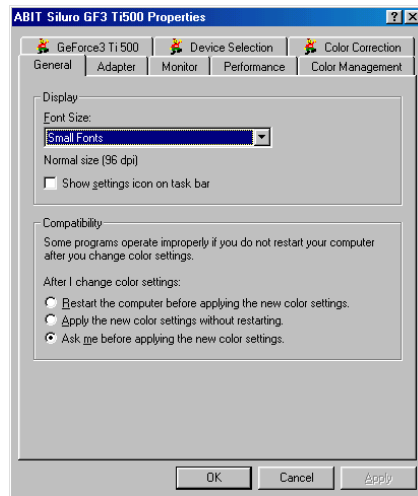 ABIT Siluro GF3 Ti500 Properties
GeForce3 Ti 500
Device Selection
Color Correction
General
Adapter
Monitor
Performance
Color Management
Display
Font Size:
Small Fonts
Normal size (96 dpi)
Show settings icon on task bar
Compatibility
Some programs operate improperly if you do not restart your computer
after you change color settings.
After I change color settings:
Restart the computer before applying the new color settings.
Apply the new color settings without restarting.
Ask me before applying the new color settings.
OK
Cancel
Apply